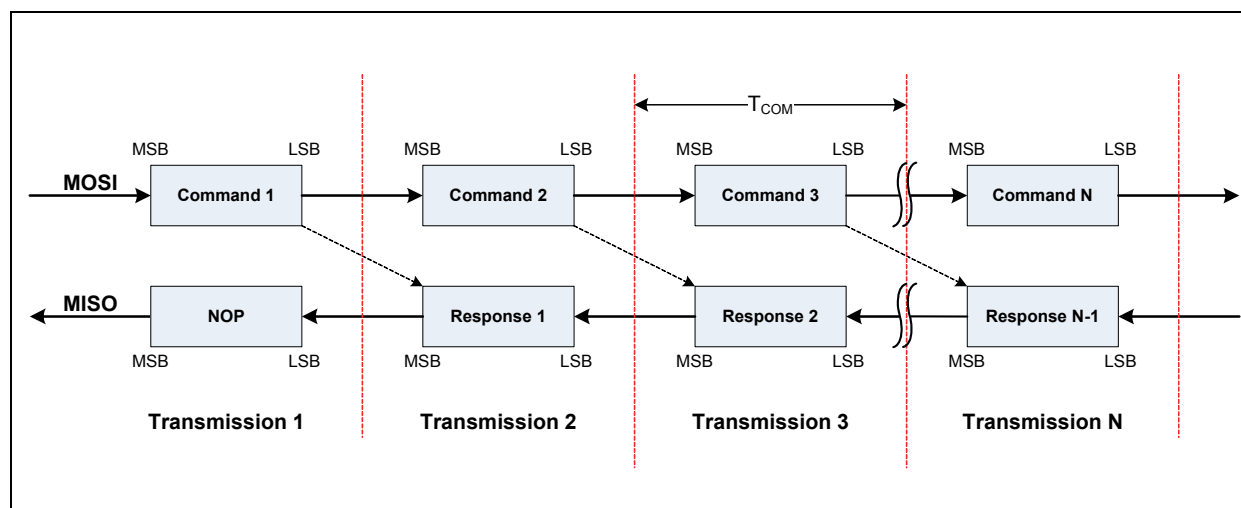 T_COM
MSB LSB MSB LSB MSB LSB MSB LSB
MOSI Command 1 Command 2 Command 3 Command N
MISO NOP Response 1 Response 2 Response N-1
MSB LSB MSB LSB MSB LSB MSB LSB
Transmission 1 Transmission 2 Transmission 3 Transmission N